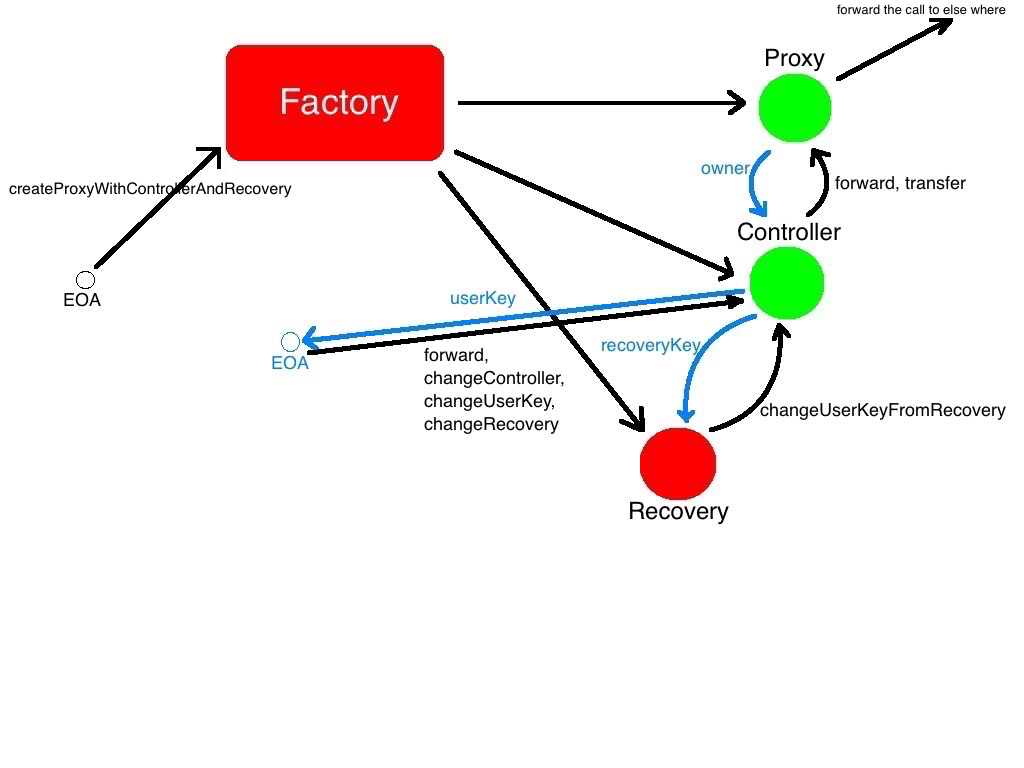 forward the call to else where
Proxy
Factory
owner
forward, transfer
createProxyWithControllerAndRecovery
Controller
EOA
userKey
EOA
recoveryKey
forward,
changeController,
changeUserKey,
changeRecovery
changeUserKeyFromRecovery
Recovery